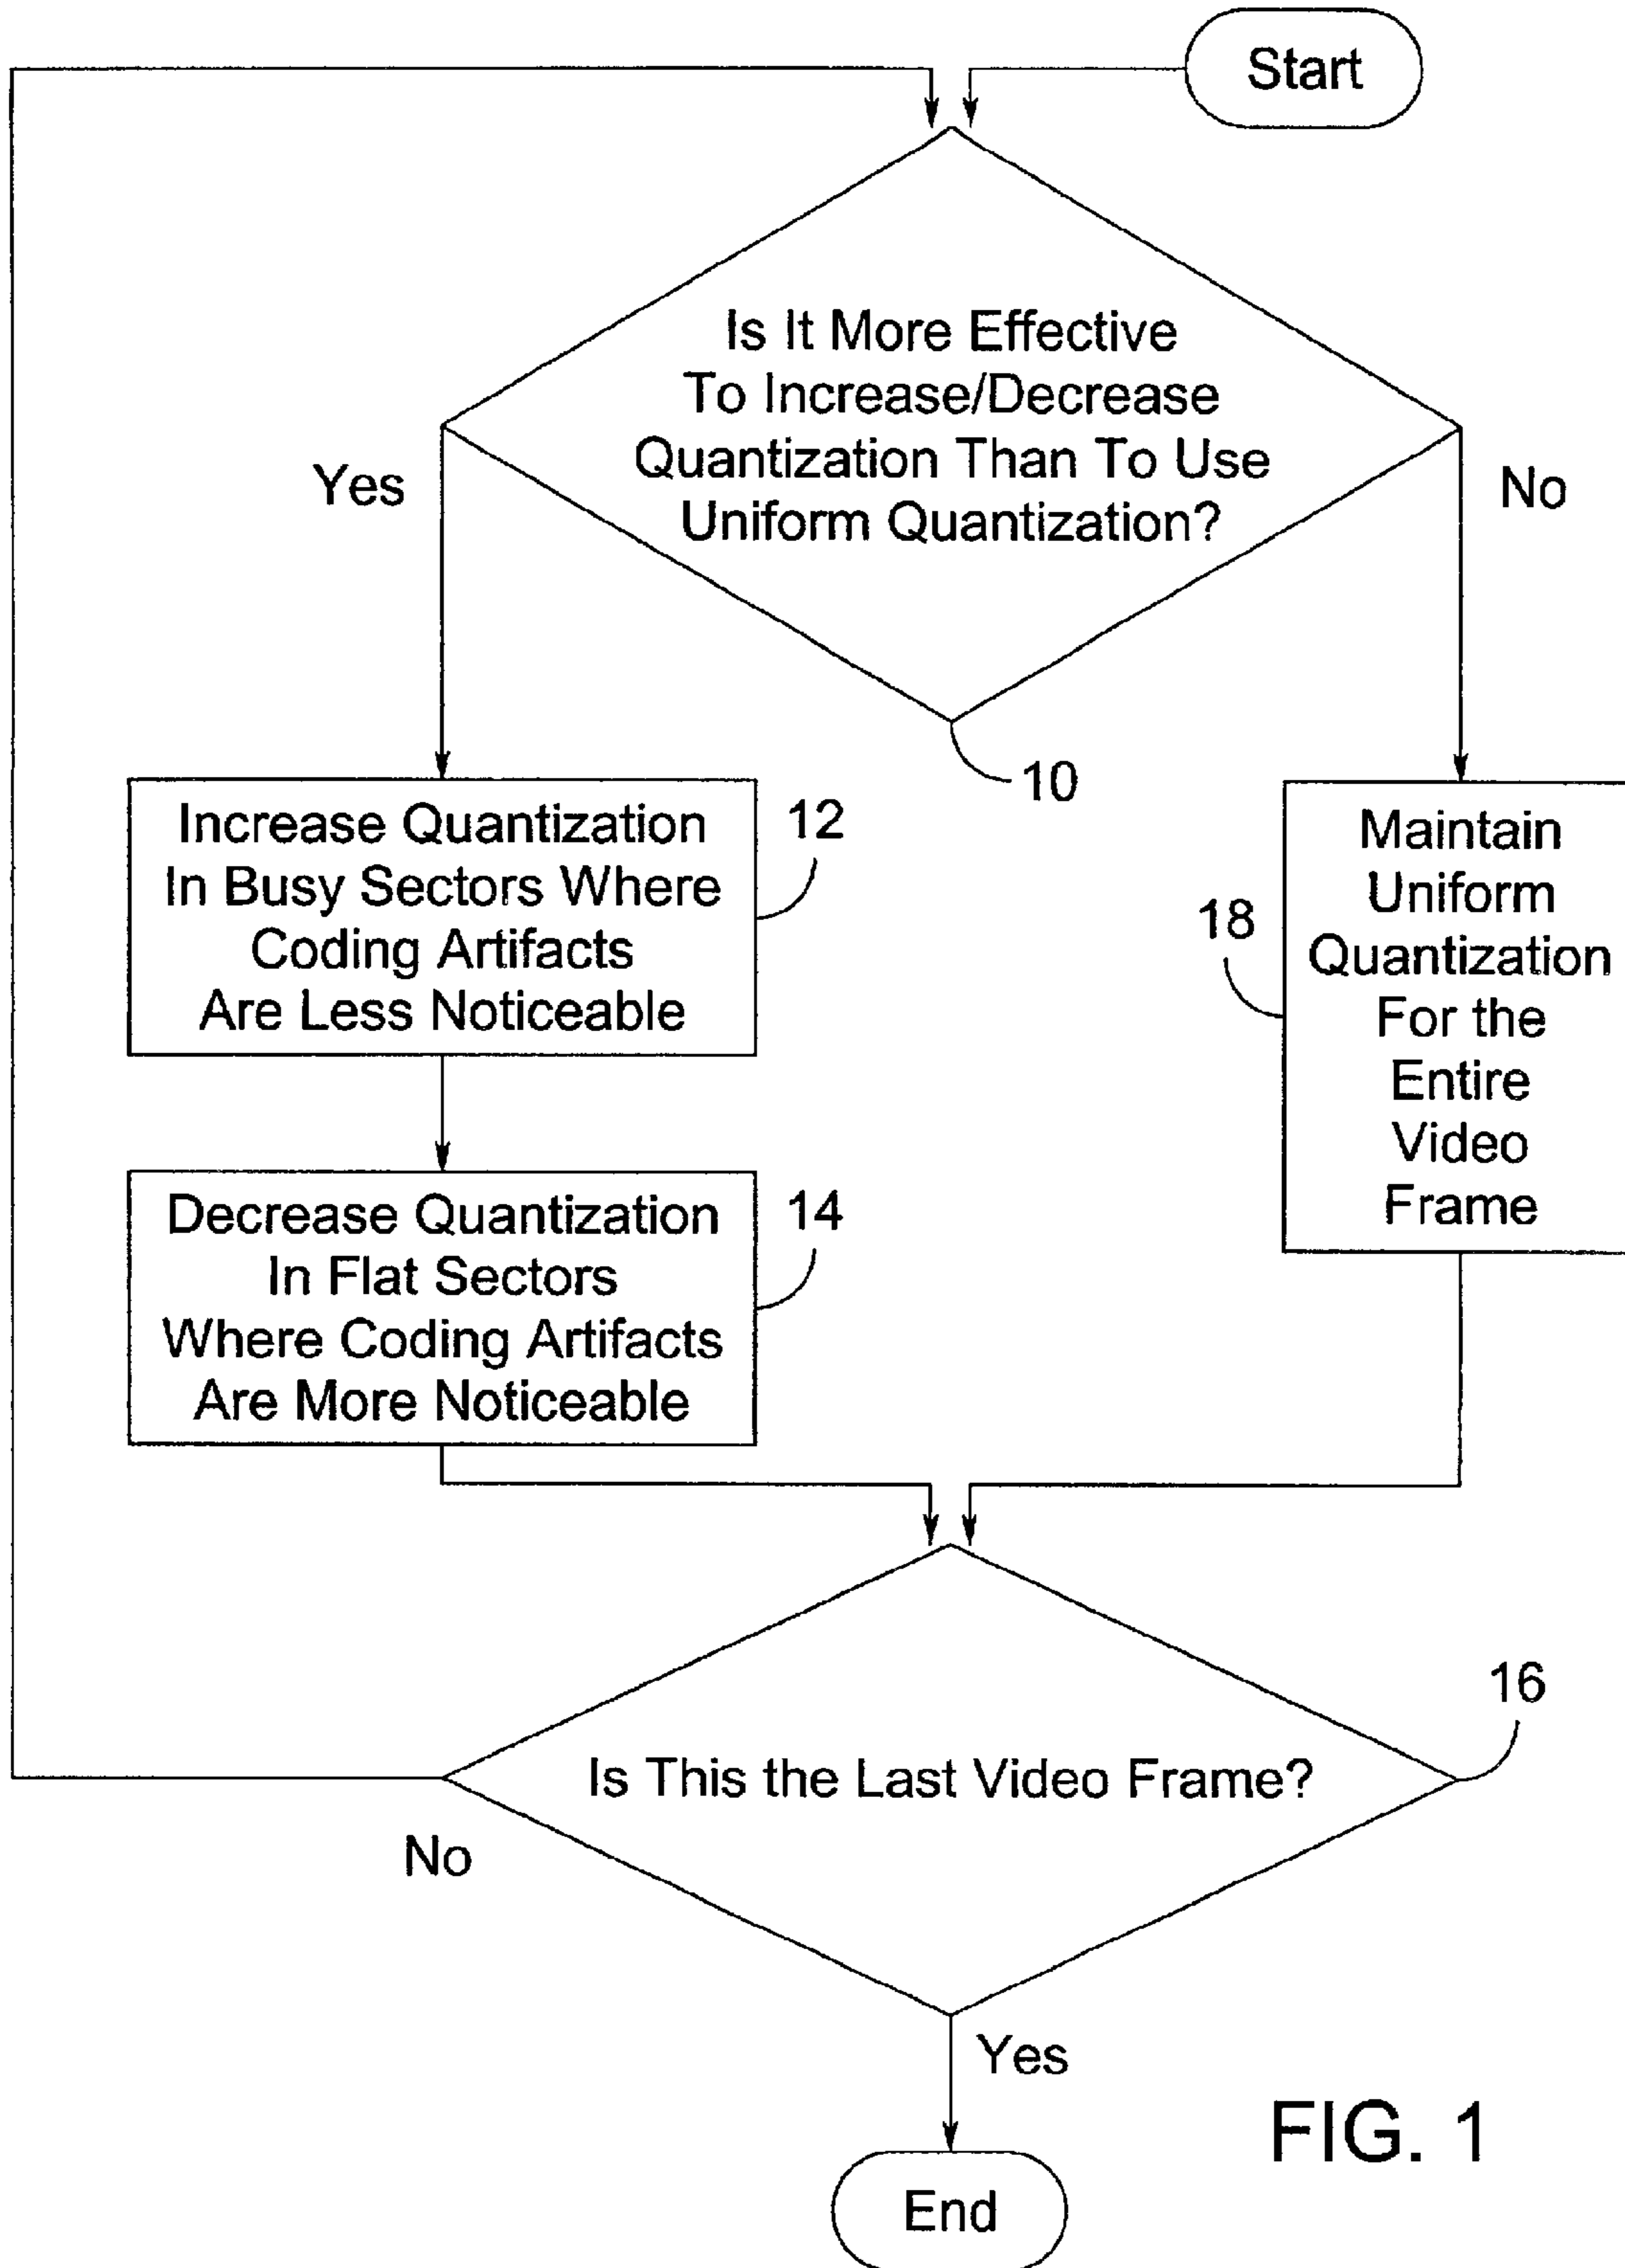 Start
Is It More Effective
To Increase/Decrease
Quantization Than To Use
Uniform Quantization?
Yes
No
10
Increase Quantization
In Busy Sectors Where
Coding Artifacts
Are Less Noticeable
12
Maintain
Uniform
Quantization
For the
Entire
Video
Frame
18
Decrease Quantization
In Flat Sectors
Where Coding Artifacts
Are More Noticeable
14
16
Is This the Last Video Frame?
No
Yes
End
FIG. 1